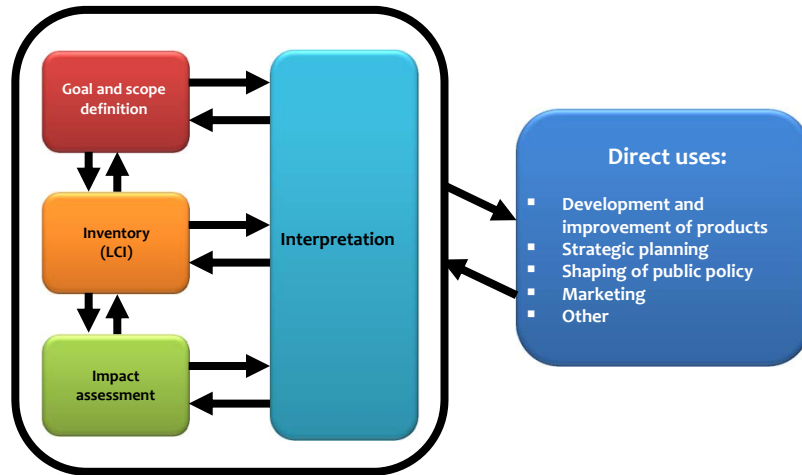 Goal and scope
definition
Inventory
(LCI)
Impact
assessment
Interpretation
Direct uses:
▪ Development and
improvement of products
▪ Strategic planning
▪ Shaping of public policy
▪ Marketing
▪ Other